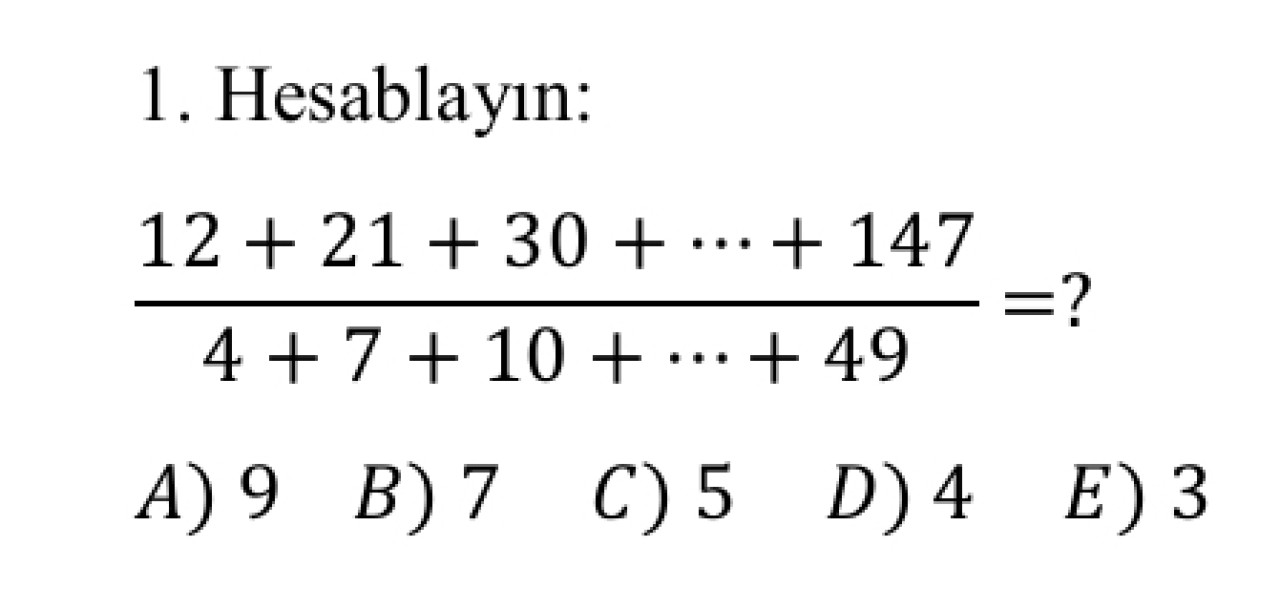 1. Hesablayın:
12 + 21 + 30 + ⋯ + 147
4 + 7 + 10 + ⋯ + 49
=?
A) 9 B) 7 C) 5 D) 4 E) 3